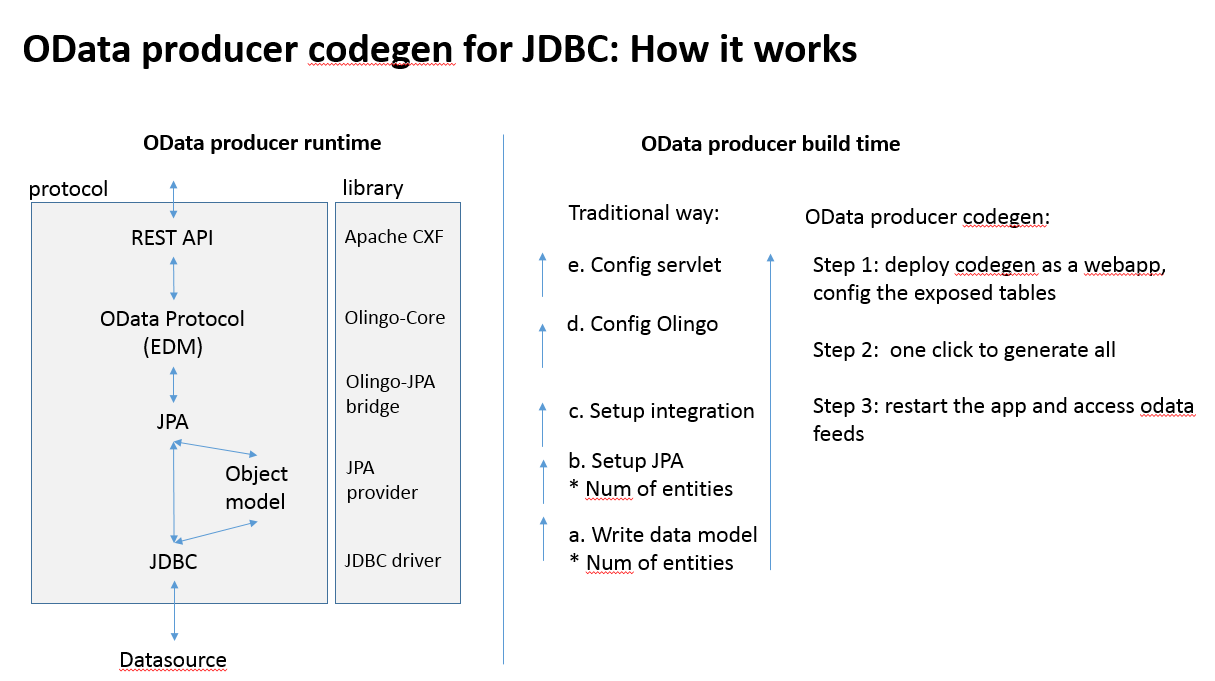 OData producer codegen for JDBC: How it works
OData producer runtime
protocol
library
REST API
Apache CXF
OData Protocol
(EDM)
Olingo-Core
Olingo-JPA
bridge
JPA
Object
model
JPA
provider
JDBC
JDBC driver
Datasource
OData producer build time
Traditional way:
e. Config servlet
d. Config Olingo
c. Setup integration
b. Setup JPA
* Num of entities
a. Write data model
* Num of entities
OData producer codegen:
Step 1: deploy codegen as a webapp,
config the exposed tables
Step 2:  one click to generate all
Step 3: restart the app and access odata
feeds